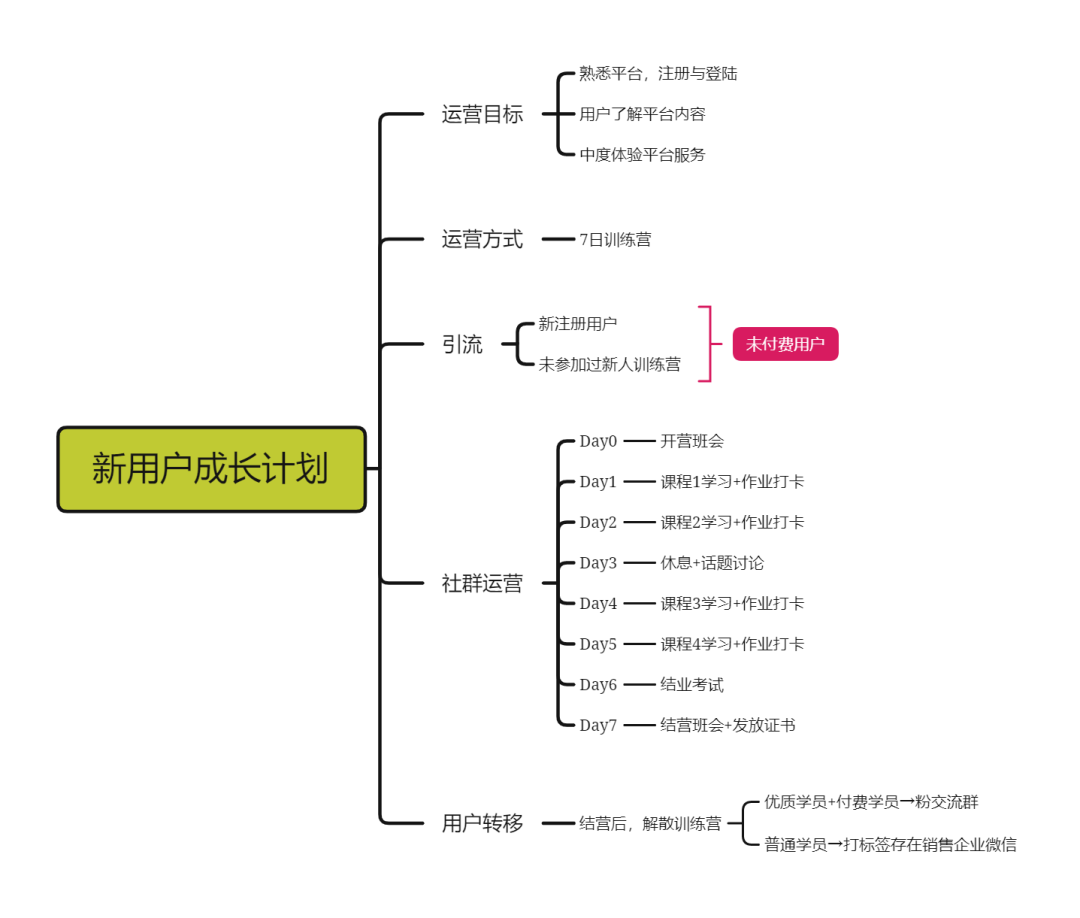 新用户成长计划
运营目标
熟悉平台，注册与登陆
用户了解平台内容
中度体验平台服务
运营方式
7日训练营
引流
新注册用户
未参加过新人训练营
未付费用户
社群运营
Day0
开营班会
Day1
课程1学习+作业打卡
Day2
课程2学习+作业打卡
Day3
休息+话题讨论
Day4
课程3学习+作业打卡
Day5
课程4学习+作业打卡
Day6
结业考试
Day7
结营班会+发放证书
用户转移
结营后，解散训练营
优质学员+付费学员→粉交流群
普通学员→打标签存在销售企业微信